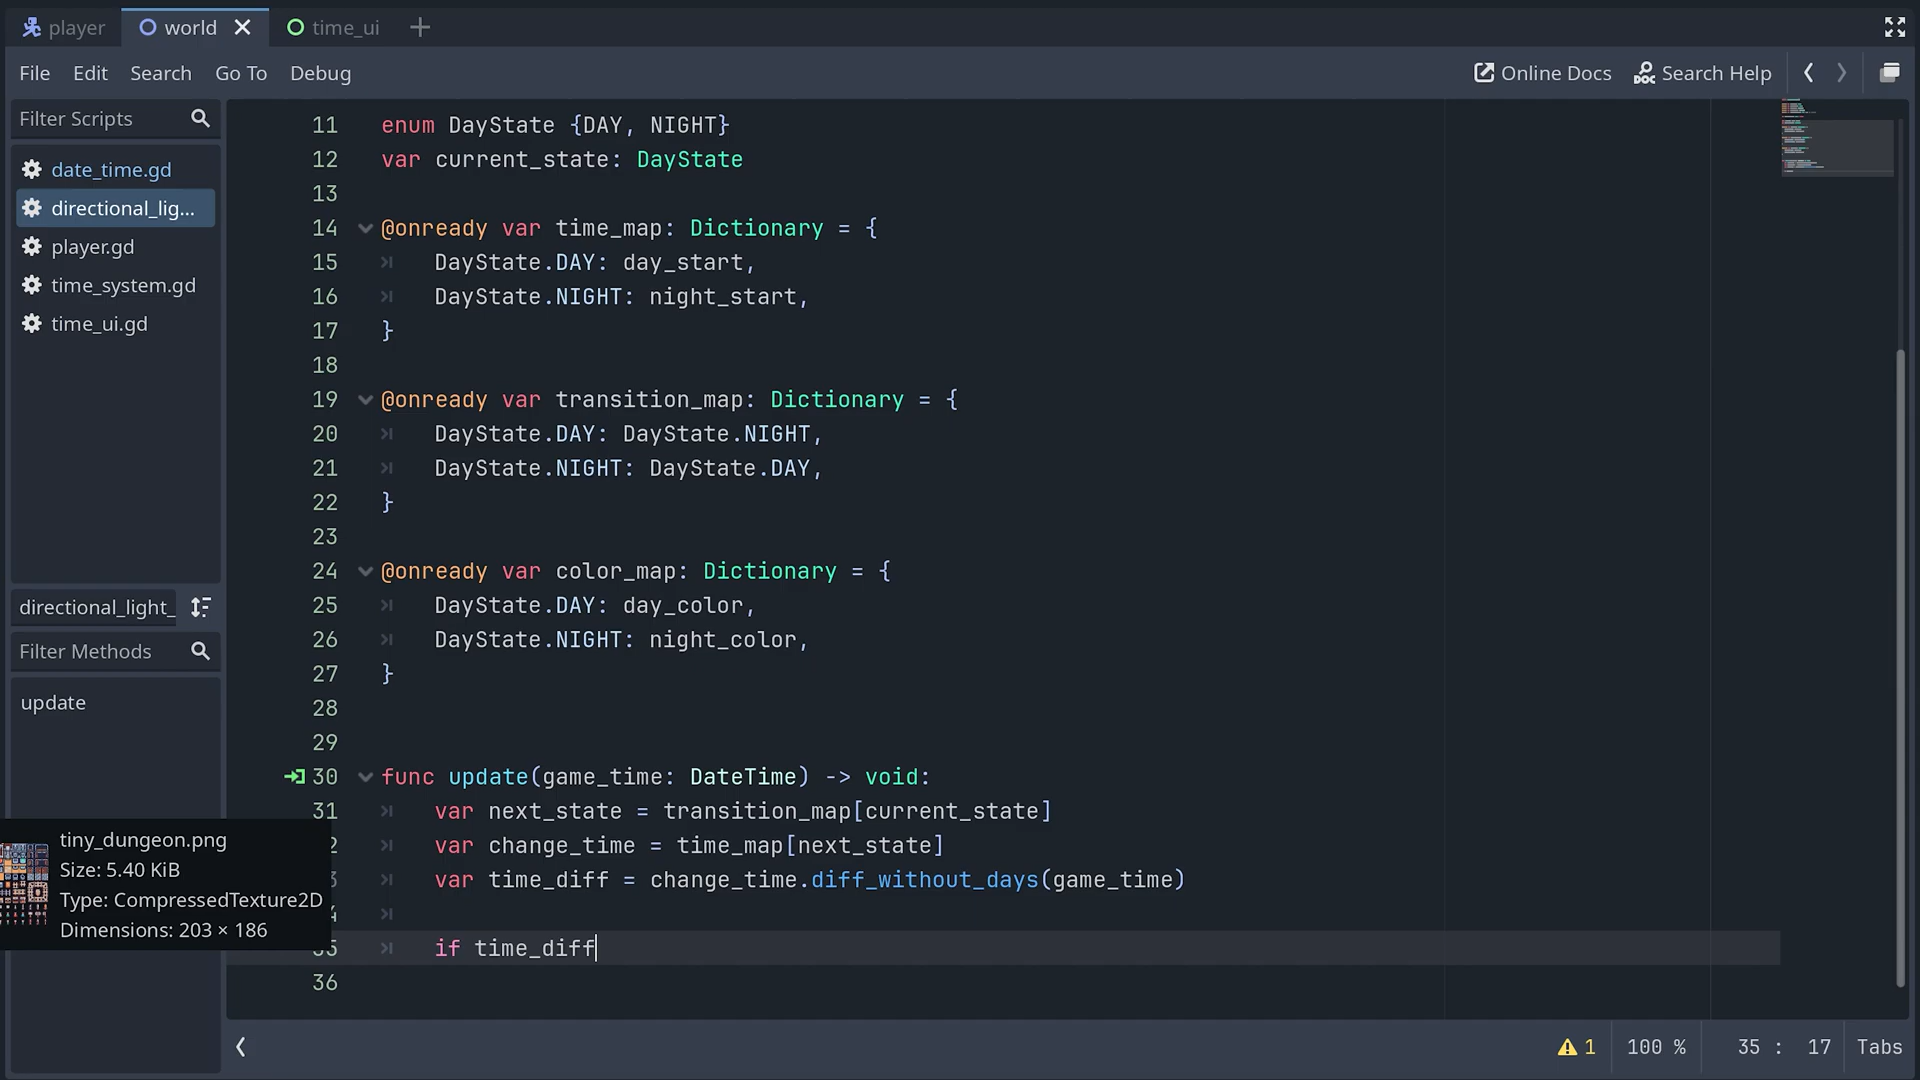 player
world
time_ui
File
Edit
Search
Go To
Debug
Online Docs
Search Help
Filter Scripts
date_time.gd
directional_lig...
player.gd
time_system.gd
time_ui.gd
directional_light_
Filter Methods
update
11 enum DayState {DAY, NIGHT}
12 var current_state: DayState
13
14 @onready var time_map: Dictionary = {
15 DayState.DAY: day_start,
16 DayState.NIGHT: night_start,
17 }
18
19 @onready var transition_map: Dictionary = {
20 DayState.DAY: DayState.NIGHT,
21 DayState.NIGHT: DayState.DAY,
22 }
23
24 @onready var color_map: Dictionary = {
25 DayState.DAY: day_color,
26 DayState.NIGHT: night_color,
27 }
28
29
30 func update(game_time: DateTime) -> void:
31 var next_state = transition_map[current_state]
var change_time = time_map[next_state]
var time_diff = change_time.diff_without_days(game_time)
35 if time_diff
36
tiny_dungeon.png
Size: 5.40 KiB
Type: CompressedTexture2D
Dimensions: 203 × 186
1
100 %
35 : 17
Tabs